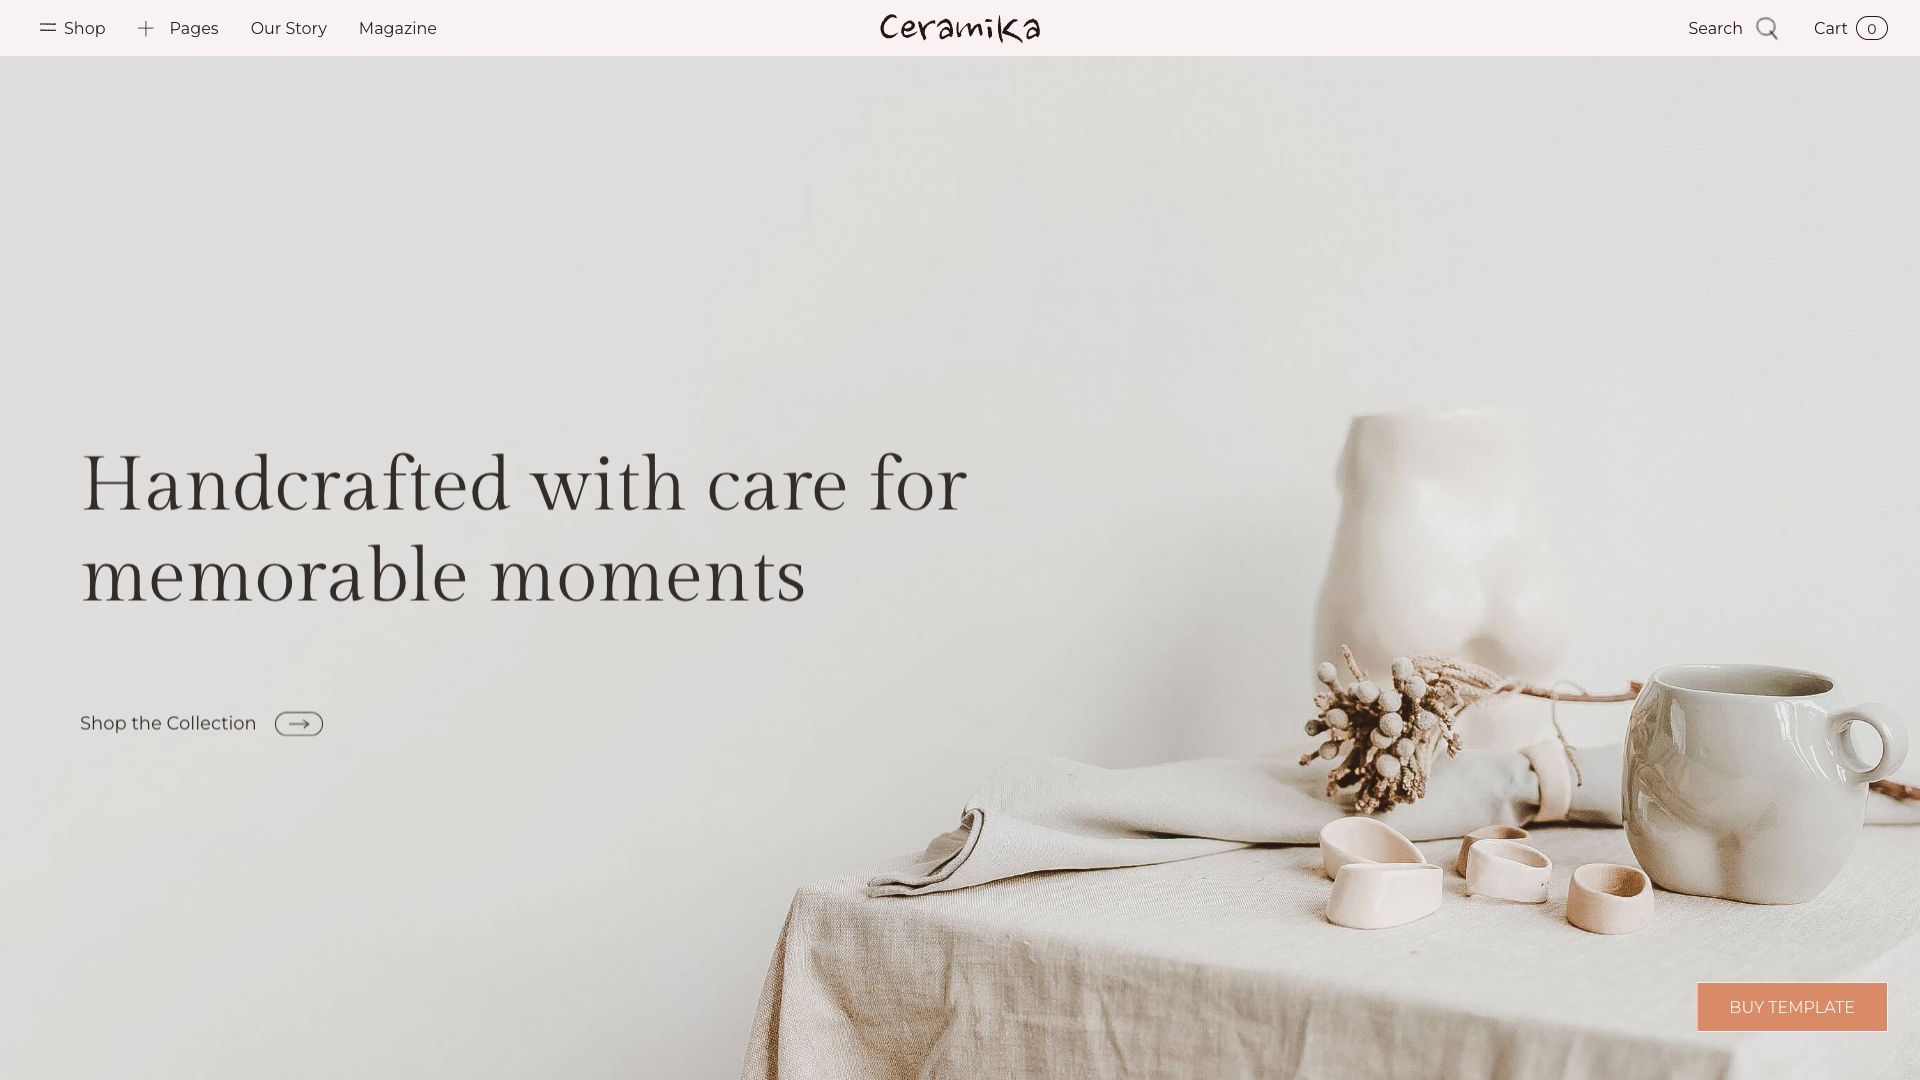 Shop
Pages
Our Story
Magazine
Ceramika
Search
Cart 0
Handcrafted with care for
memorable moments
Shop the Collection
BUY TEMPLATE